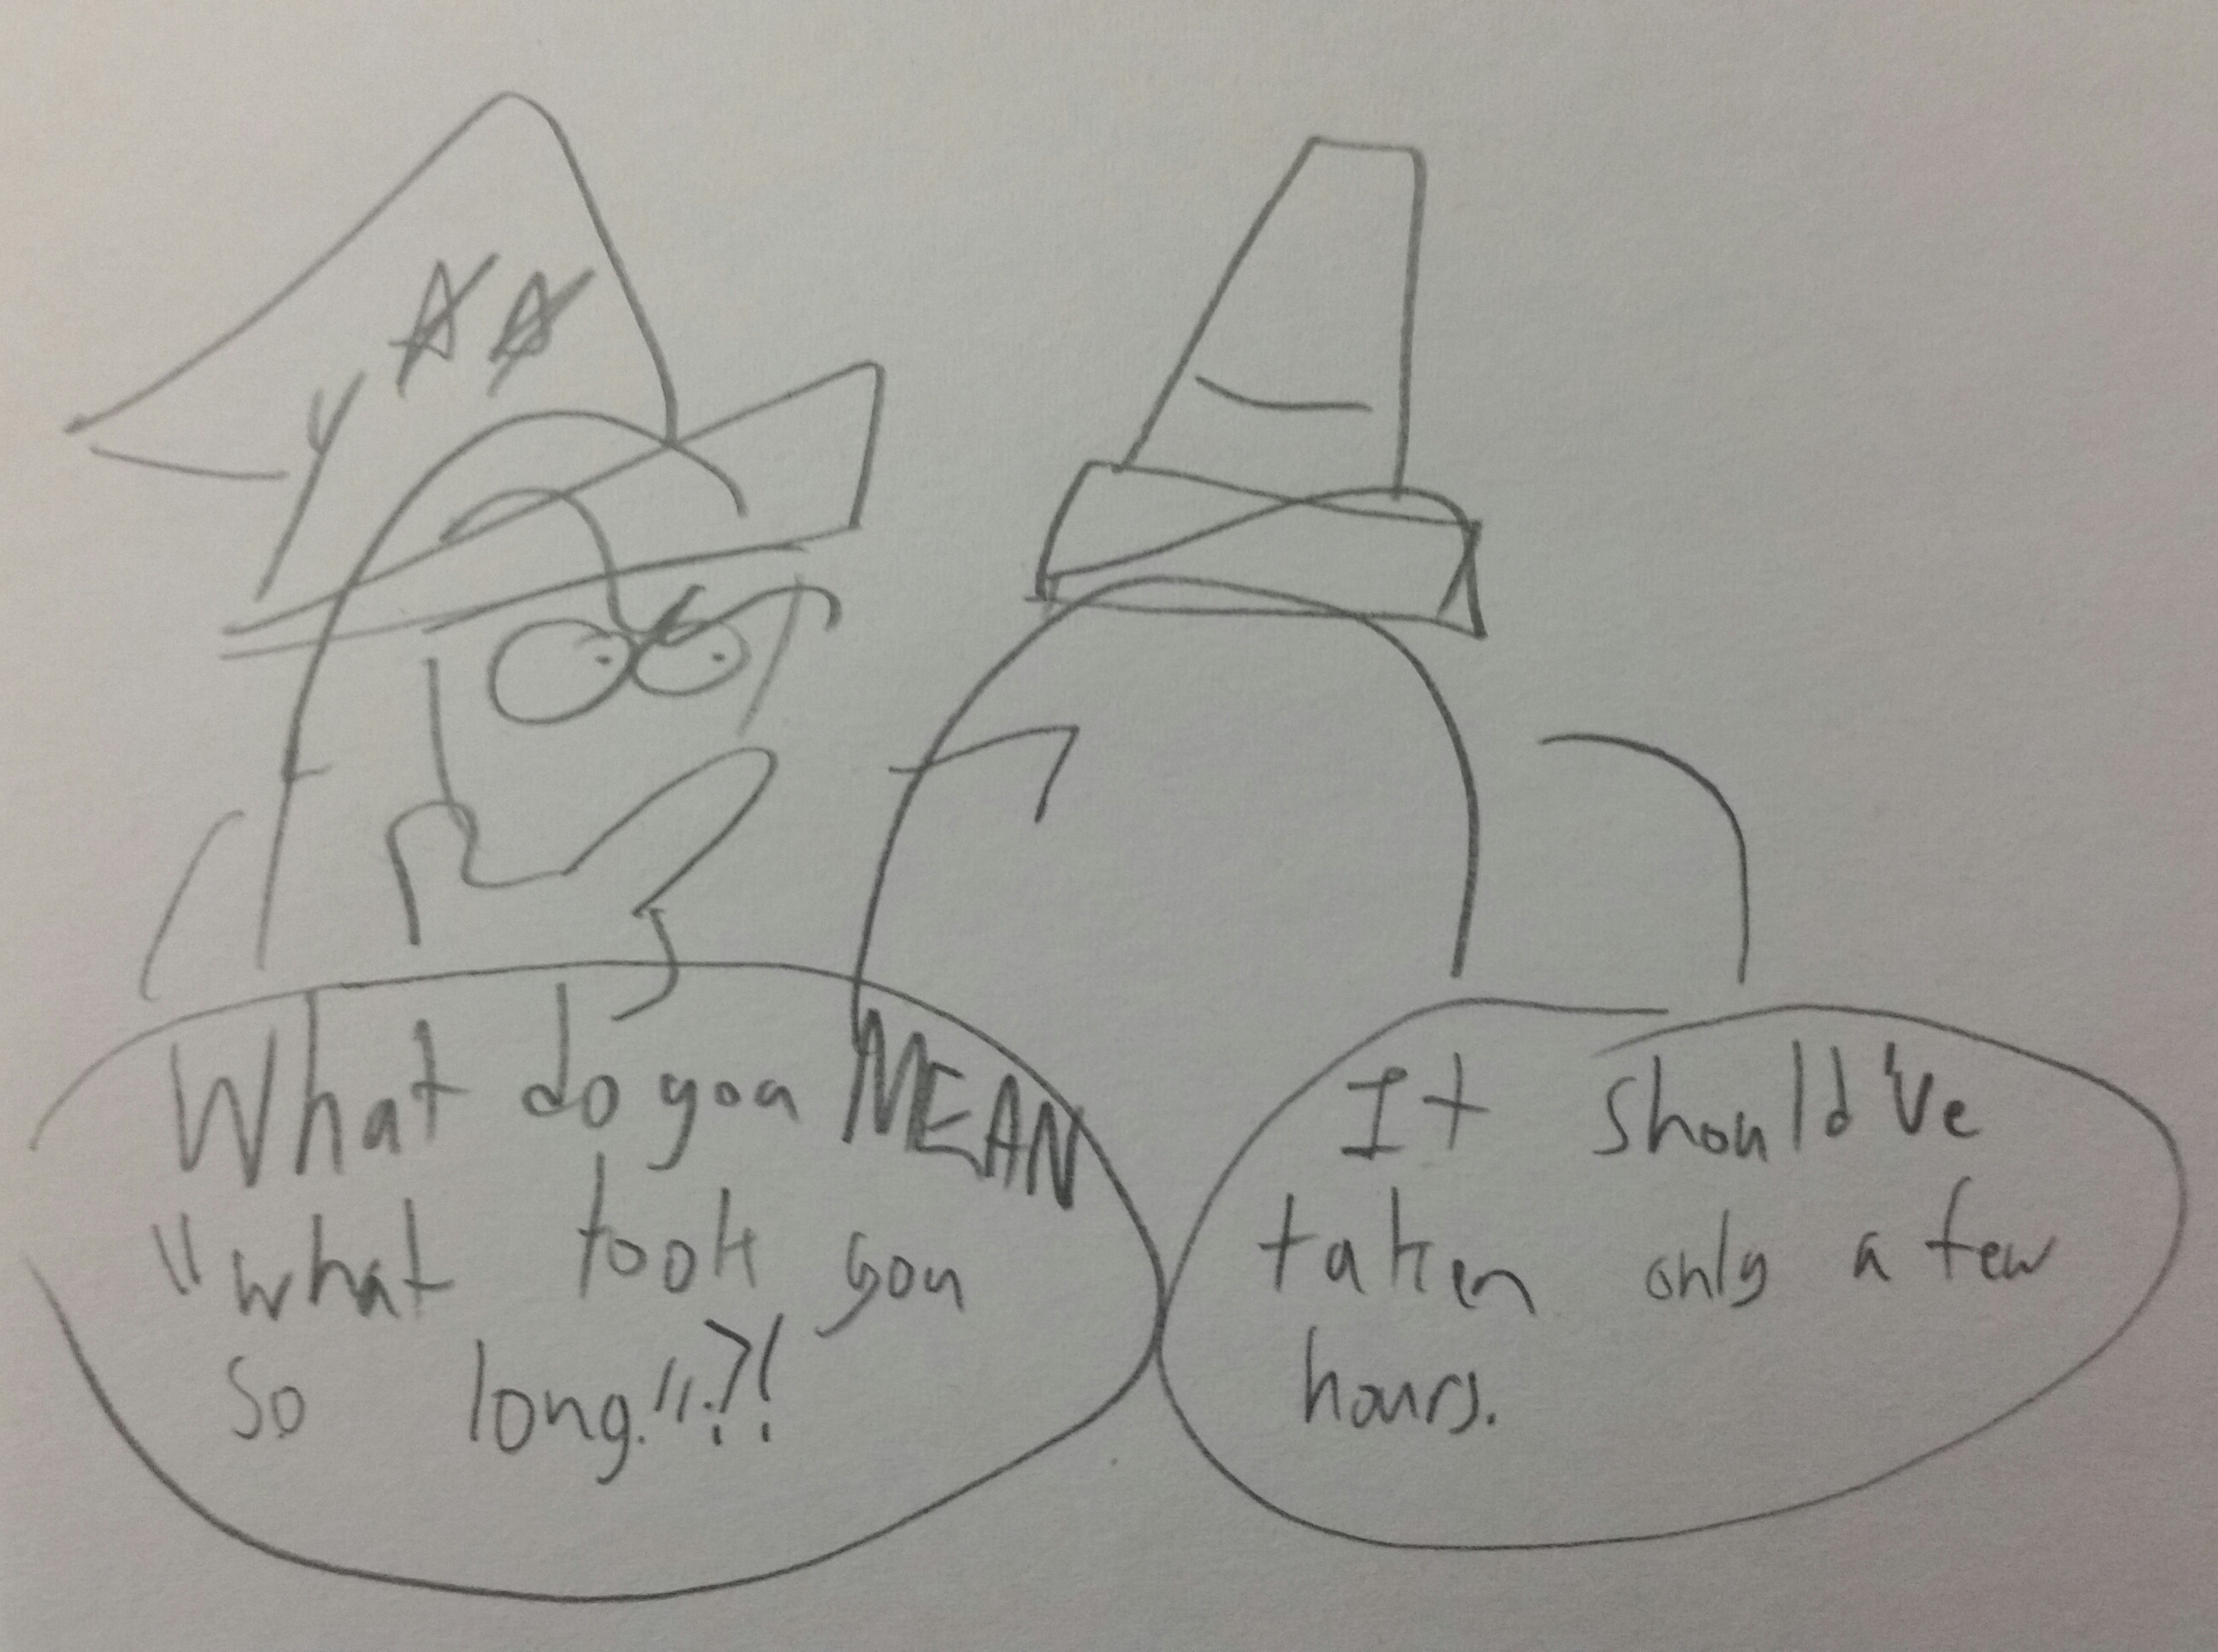 What do you MEAN
"what took you
so long."?!
It should've
taken only a few
hours.